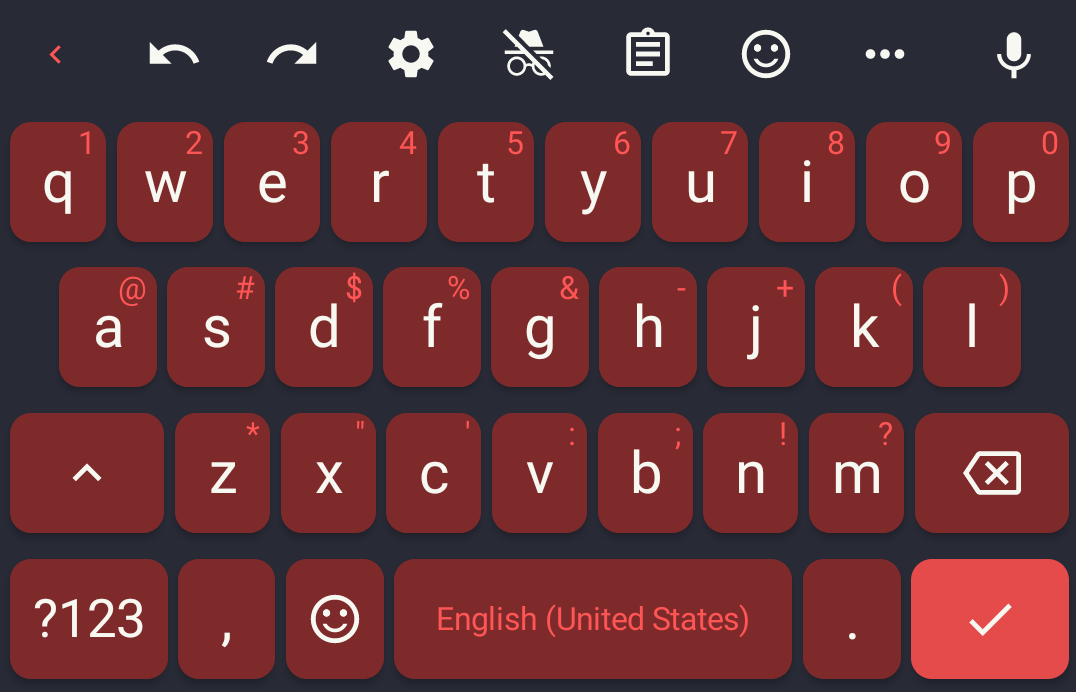 1 2 3 4 5 6 7 8 9 0
q w e r t y u i o p
@ # $ % & - + ( )
a s d f g h j k l
* " ' : ; ! ?
z x c v b n m
?123 , English (United States) .